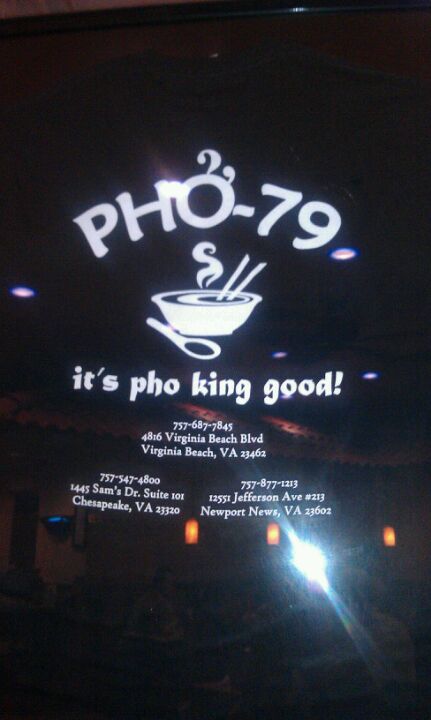 PHỞ-79
it's pho king good!
757-687-7845
4816 Virginia Beach Blvd
Virginia Beach, VA 23462
757-547-4800
1445 Sam's Dr. Suite 101
Chesapeake, VA 23320
757-877-1213
12551 Jefferson Ave #213
Newport News, VA 23602